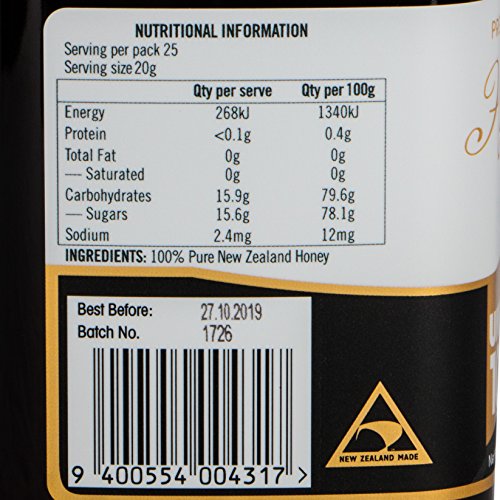 NUTRITIONAL INFORMATION
Serving per pack 25
Serving size 20g
Qty per serve Qty per 100g
Energy 268kJ 1340kJ
Protein <0.1g 0.4g
Total Fat 0g 0g
— Saturated 0g 0g
Carbohydrates 15.9g 79.6g
— Sugars 15.6g 78.1g
Sodium 2.4mg 12mg
INGREDIENTS: 100% Pure New Zealand Honey
Best Before: 27.10.2019
Batch No. 1726
NEW ZEALAND MADE
9 400554 004317 >